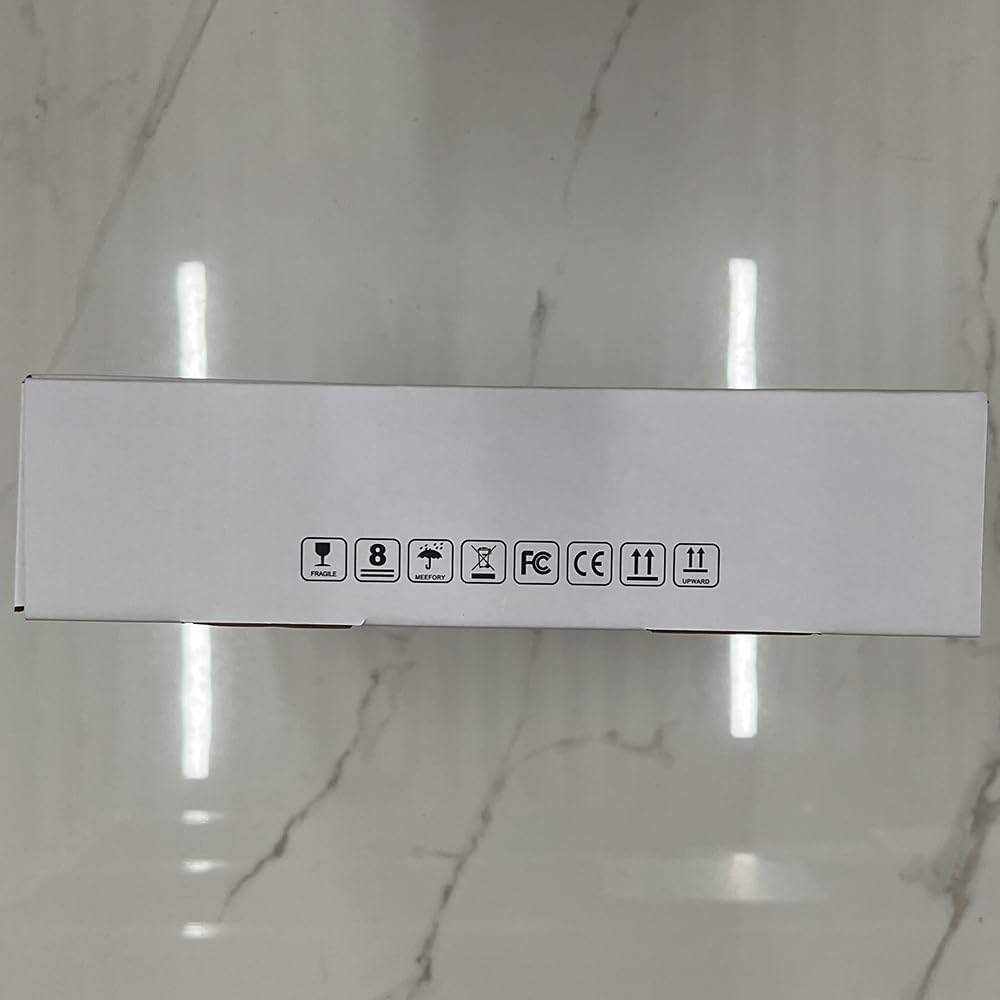 FRAGILE
8
MEEFORY
FC
CE
UPWARD